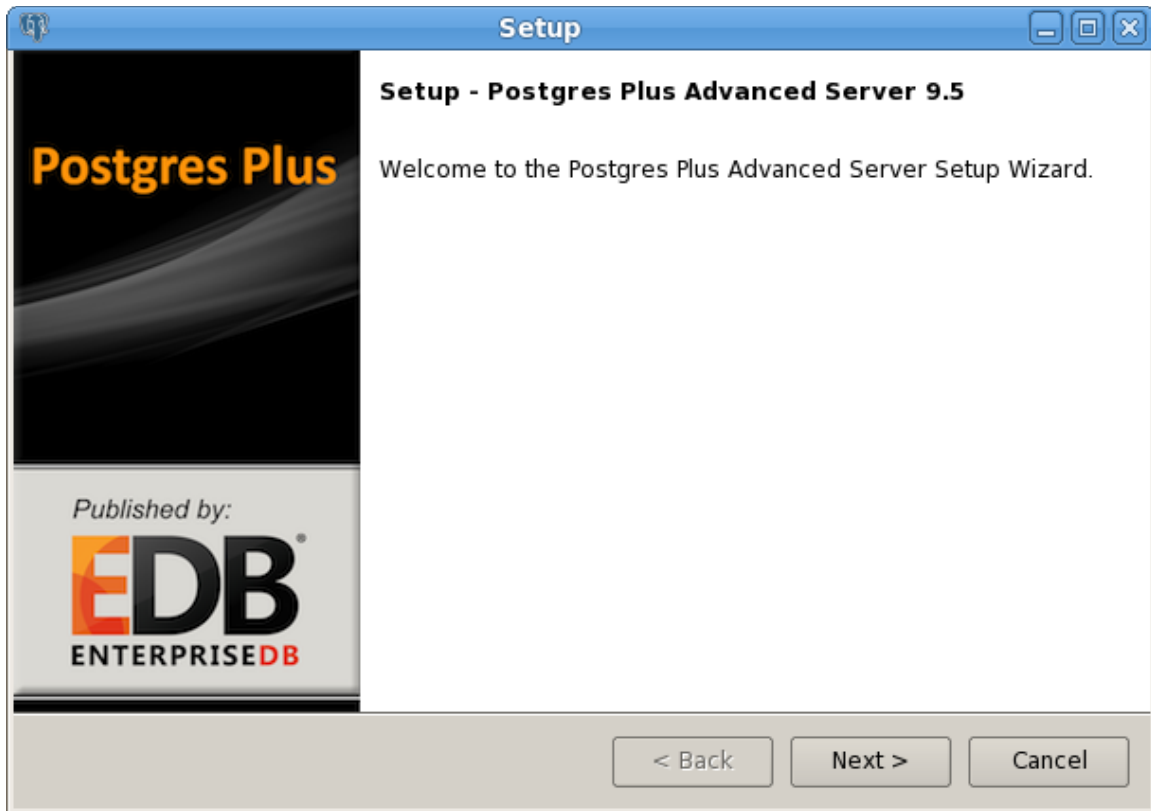 Setup
Setup - Postgres Plus Advanced Server 9.5
Welcome to the Postgres Plus Advanced Server Setup Wizard.
Postgres Plus
Published by:
EDB®
ENTERPRISEDB
< Back
Next >
Cancel